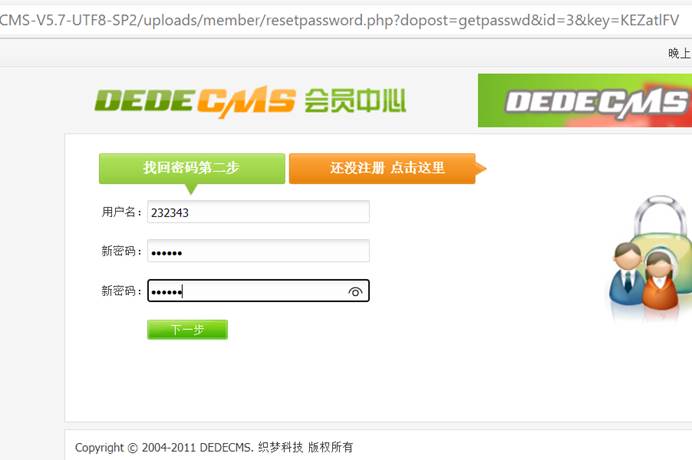 CMS-V5.7-UTF8-SP2/uploads/member/resetpassword.php?dopost=getpasswd&id=3&key=KEZatlFV
晚上
DEDECMS 会员中心
DEDECMS
找回密码第二步
还没注册 点击这里
用户名：232343
新密码：••••••
新密码：••••••
下一步
Copyright © 2004-2011 DEDECMS. 织梦科技 版权所有